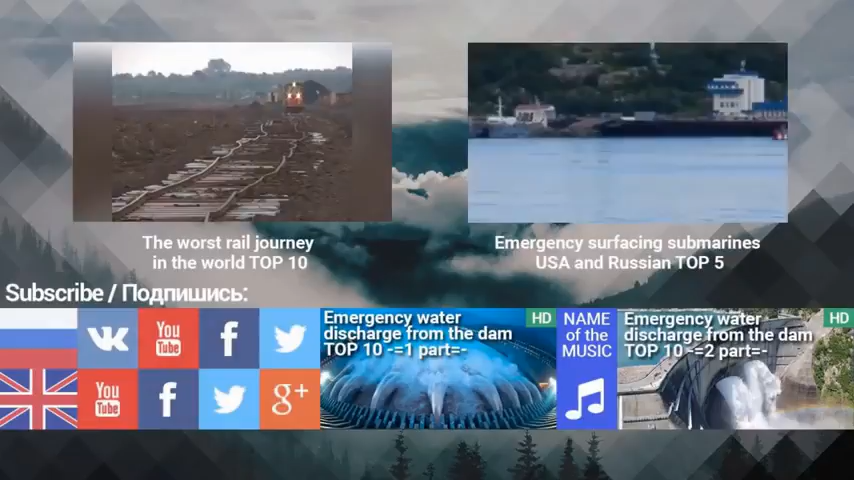 The worst rail journey
in the world TOP 10
Emergency surfacing submarines
USA and Russian TOP 5
Subscribe / Подпишись:
You
Tube
f
You
Tube
f
g+
Emergency water
discharge from the dam
TOP 10 -=1 part=-
HD
NAME
of the
MUSIC
Emergency water
discharge from the dam
TOP 10 -=2 part=-
HD